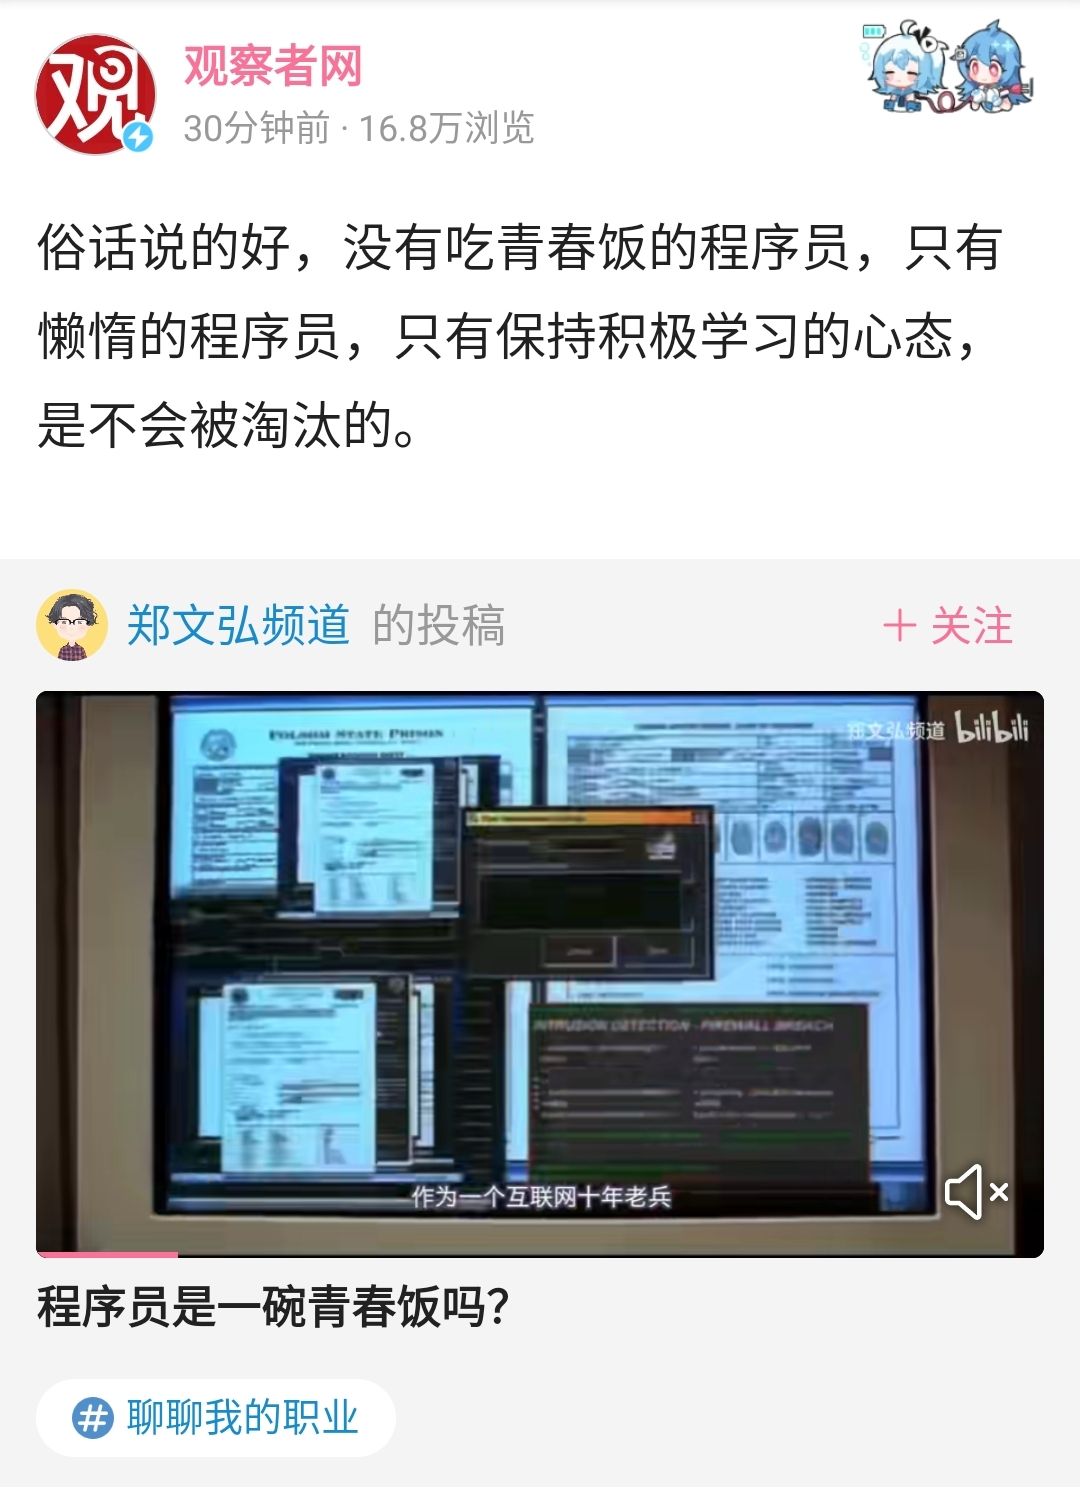 观
观察者网
30分钟前 · 16.8万浏览
俗话说的好，没有吃青春饭的程序员，只有
懒惰的程序员，只有保持积极学习的心态，
是不会被淘汰的。
郑文弘频道 的投稿
+ 关注
郑文弘频道 bilibili
FOLSOM STATE PRISON
INTRUSION DETECTION - FIREWALL BREACH
作为一个互联网十年老兵
程序员是一碗青春饭吗？
# 聊聊我的职业